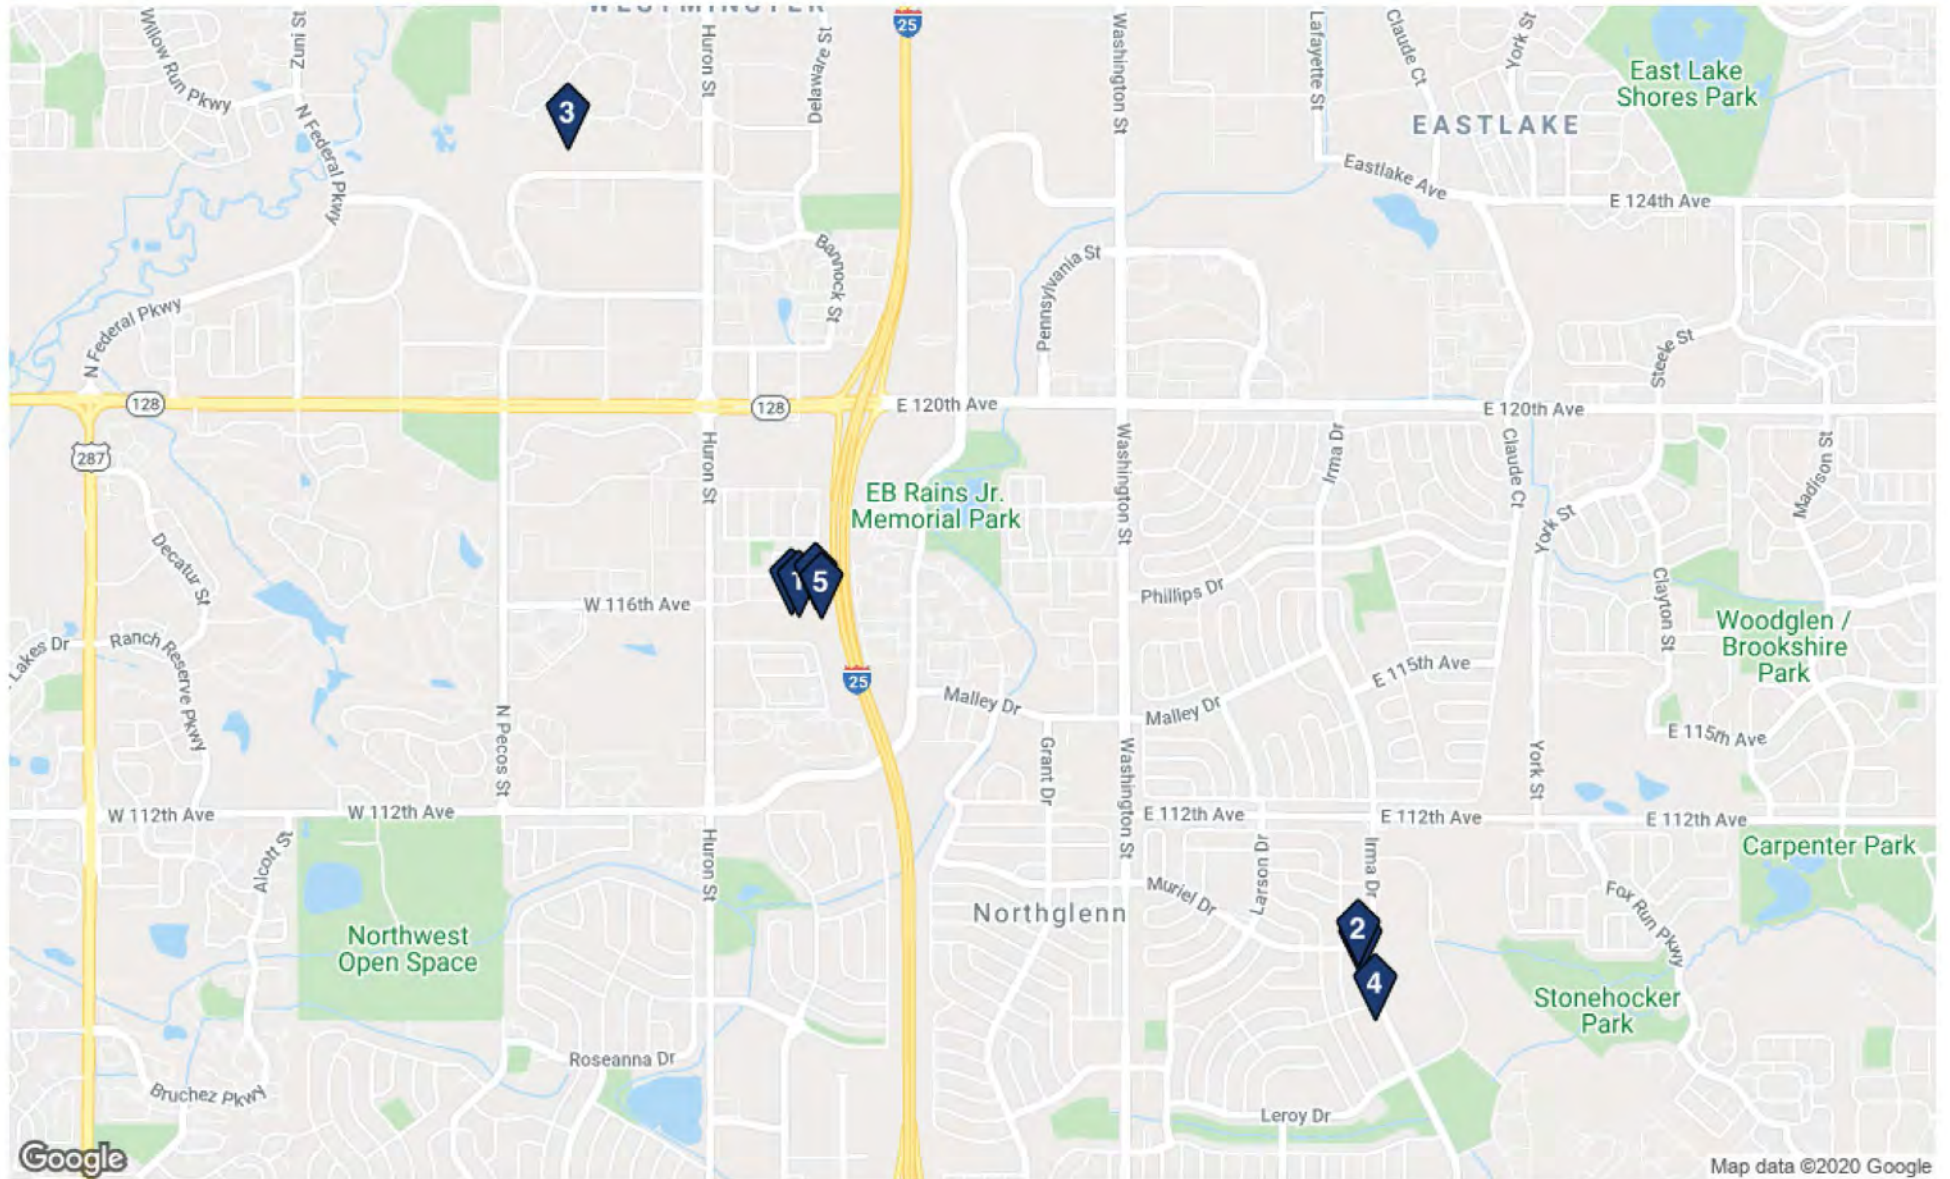 WESTMINSTER
Willow Run Pkwy
Zuni St
Huron St
Delaware St
25
Washington St
Lafayette St
Claude Ct
York St
East Lake
Shores Park
3
N Federal Pkwy
EASTLAKE
Eastlake Ave
E 124th Ave
Bannock St
Pennsylvania St
N Federal Pkwy
Steele St
128
128
E 120th Ave
E 120th Ave
287
Huron St
Washington St
Irma Dr
Claude Ct
Madison St
EB Rains Jr.
Memorial Park
York St
Decatur St
1
5
W 116th Ave
Phillips Dr
Clayton St
Woodglen /
Brookshire
Park
Lakes Dr
Ranch Reserve Pkwy
E 115th Ave
25
Malley Dr
Malley Dr
N Pecos St
Grant Dr
Washington St
York St
E 115th Ave
W 112th Ave
W 112th Ave
E 112th Ave
E 112th Ave
E 112th Ave
Alcott St
Huron St
Larson Dr
Irma Dr
Carpenter Park
Muriel Dr
Fox Run Pkwy
Northglenn
2
Northwest
Open Space
4
Stonehocker
Park
Roseanna Dr
Bruchez Pkwy
Leroy Dr
Google
Map data ©2020 Google